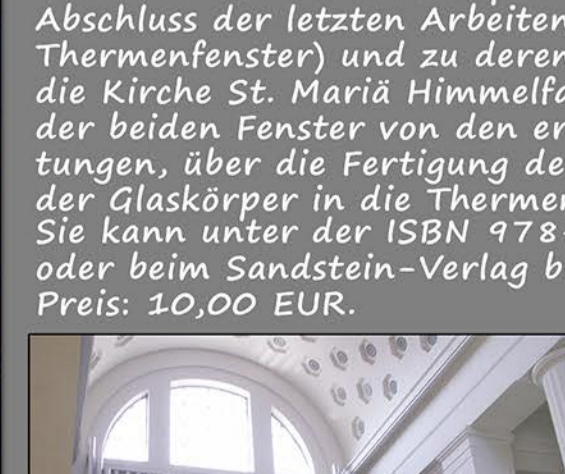 Abschluss der letzten Arbeiten
Thermenfenster) und zu deren
die Kirche St. Mariä Himmelfa
der beiden Fenster von den er
tungen, über die Fertigung de
der Glaskörper in die Thermen
Sie kann unter der ISBN 978-
oder beim Sandstein-Verlag b
Preis: 10,00 EUR.